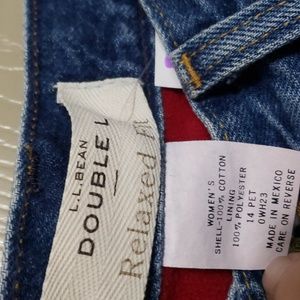 L.L.BEAN
DOUBLE L
Relaxed Fit
WOMEN'S
SHELL-100% COTTON
LINING
100% POLYESTER
14 PET
0WH23
MADE IN MEXICO
CARE ON REVERSE